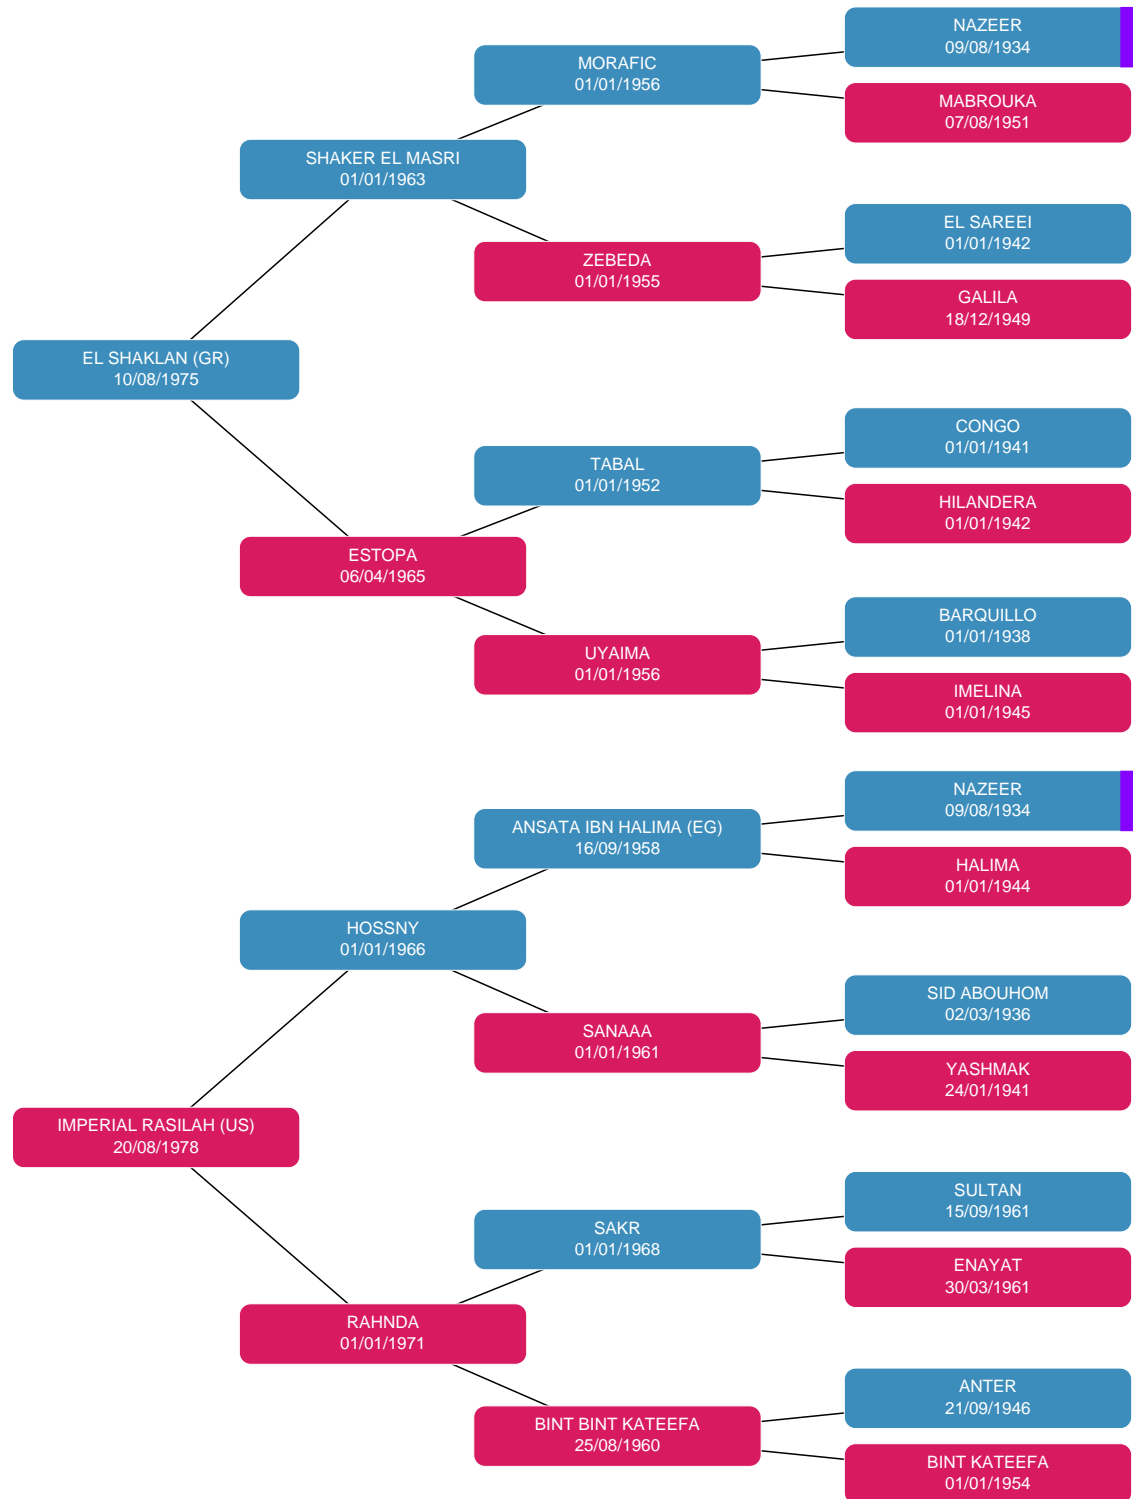 NAZEER
09/08/1934
MORAFIC
01/01/1956
MABROUKA
07/08/1951
SHAKER EL MASRI
01/01/1963
EL SAREEI
01/01/1942
ZEBEDA
01/01/1955
GALILA
18/12/1949
EL SHAKLAN (GR)
10/08/1975
CONGO
01/01/1941
TABAL
01/01/1952
HILANDERA
01/01/1942
ESTOPA
06/04/1965
BARQUILLO
01/01/1938
UYAIMA
01/01/1956
IMELINA
01/01/1945
NAZEER
09/08/1934
ANSATA IBN HALIMA (EG)
16/09/1958
HALIMA
01/01/1944
HOSSNY
01/01/1966
SID ABOUHOM
02/03/1936
SANAAA
01/01/1961
YASHMAK
24/01/1941
IMPERIAL RASILAH (US)
20/08/1978
SULTAN
15/09/1961
SAKR
01/01/1968
ENAYAT
30/03/1961
RAHNDA
01/01/1971
ANTER
21/09/1946
BINT BINT KATEEFA
25/08/1960
BINT KATEEFA
01/01/1954